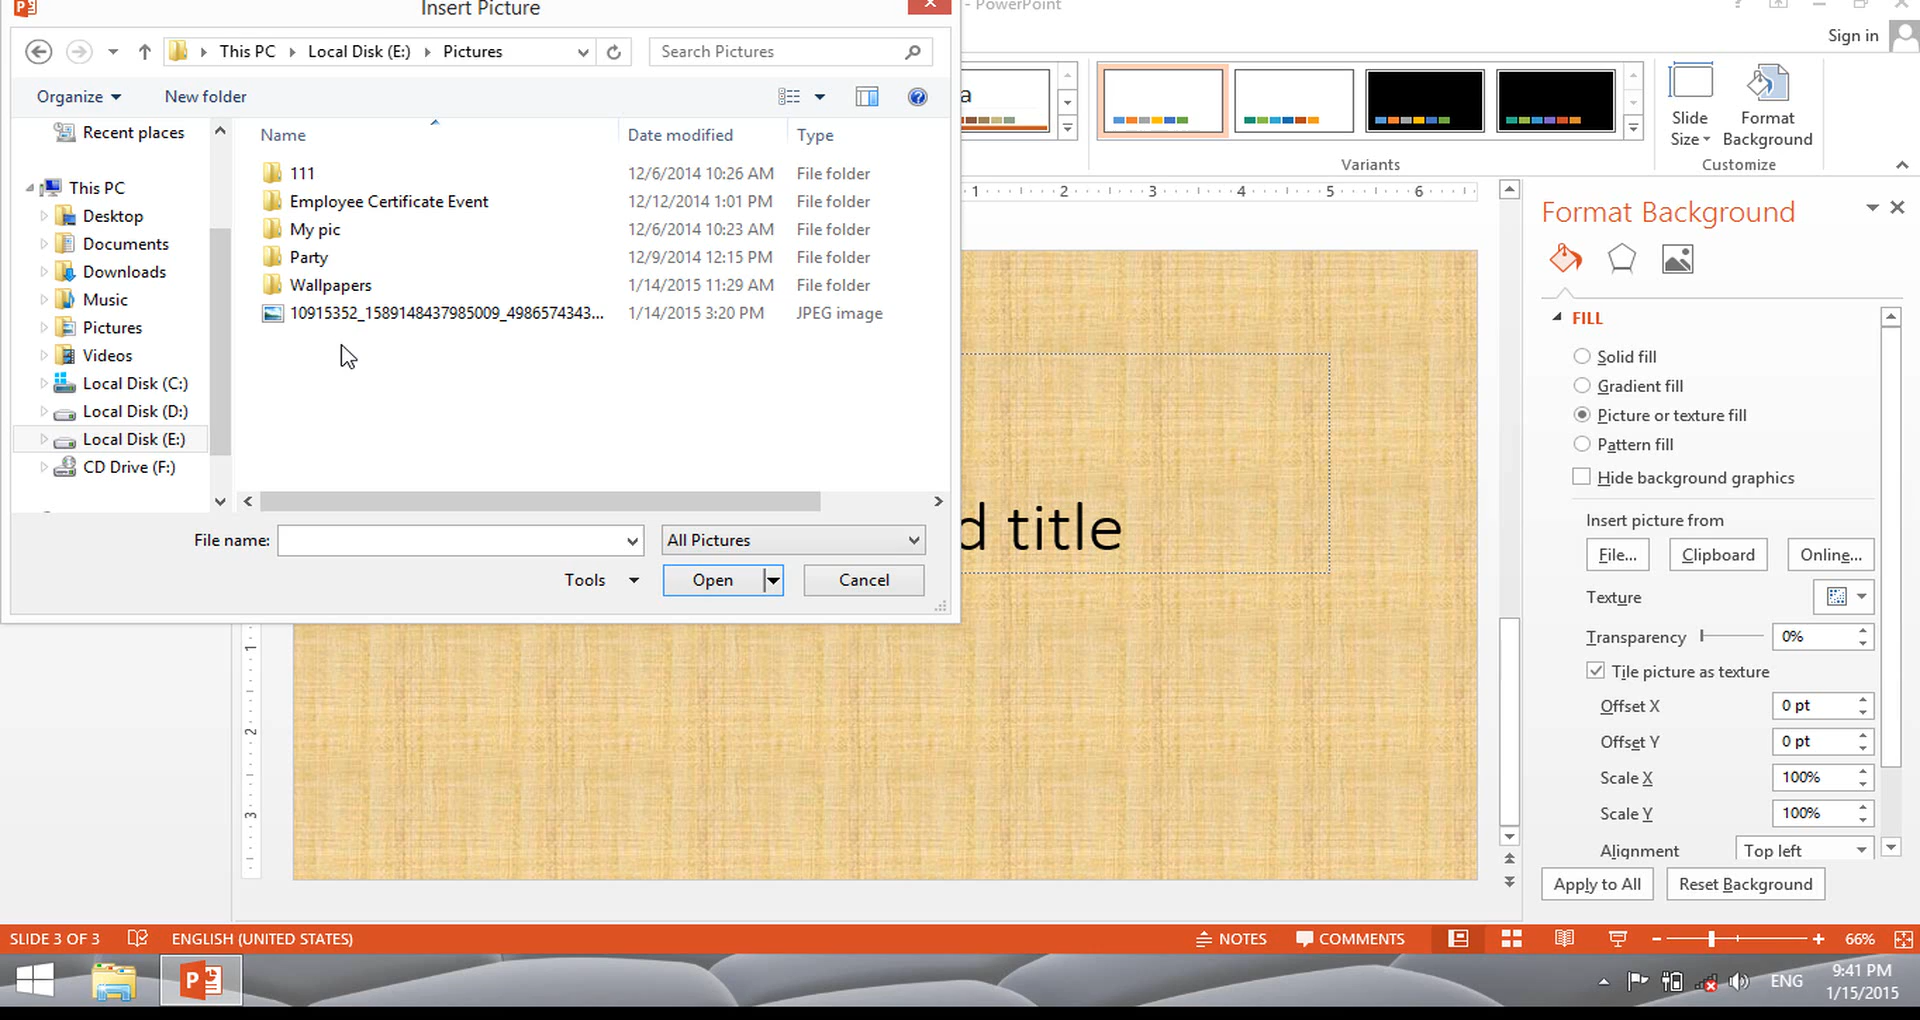 Insert Picture
- PowerPoint
Sign in
This PC
Local Disk (E:)
Pictures
Search Pictures
Organize
New folder
Name
Date modified
Type
Recent places
This PC
Desktop
Documents
Downloads
Music
Pictures
Videos
Local Disk (C:)
Local Disk (D:)
Local Disk (E:)
CD Drive (F:)
111 12/6/2014 10:26 AM File folder
Employee Certificate Event 12/12/2014 1:01 PM File folder
My pic 12/6/2014 10:23 AM File folder
Party 12/9/2014 12:15 PM File folder
Wallpapers 1/14/2015 11:29 AM File folder
10915352_1589148437985009_4986574343... 1/14/2015 3:20 PM JPEG image
File name:
All Pictures
Tools
Open
Cancel
a
Slide Size
Format Background
Variants
Customize
1 2 3 4 5 6
d title
1
2
3
Format Background
FILL
Solid fill
Gradient fill
Picture or texture fill
Pattern fill
Hide background graphics
Insert picture from
File...
Clipboard
Online...
Texture
Transparency 0%
Tile picture as texture
Offset X 0 pt
Offset Y 0 pt
Scale X 100%
Scale Y 100%
Alignment Top left
Apply to All
Reset Background
SLIDE 3 OF 3
ENGLISH (UNITED STATES)
NOTES
COMMENTS
66%
ENG
9:41 PM
1/15/2015